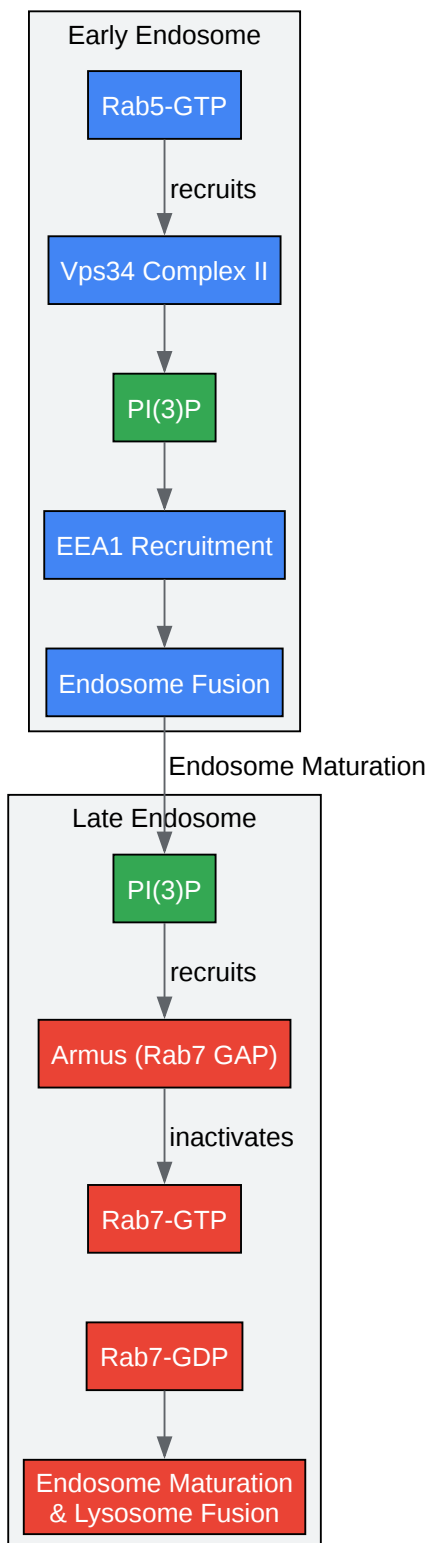 Early Endosome
Rab5-GTP
recruits
Vps34 Complex II
PI(3)P
EEA1 Recruitment
Endosome Fusion
Endosome Maturation
Late Endosome
PI(3)P
recruits
Armus (Rab7 GAP)
inactivates
Rab7-GTP
Rab7-GDP
Endosome Maturation
& Lysosome Fusion